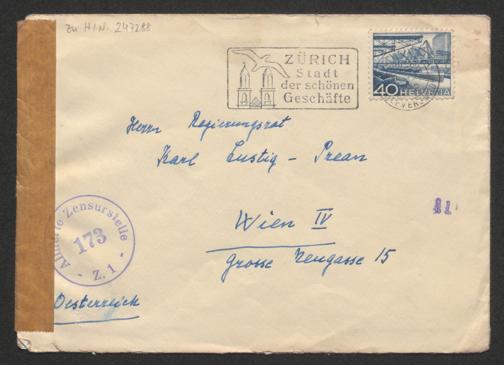 Zu H.I.N. 247288
ZÜRICH
Stadt
der schönen
Geschäfte
40 HELVETIA
Herrn Regierungsrat
Karl Lustig - Prean
Wien IV
Grosse Neugasse 15
Alliierte Zensurstelle
173
- Z. 1 -
Oesterreich